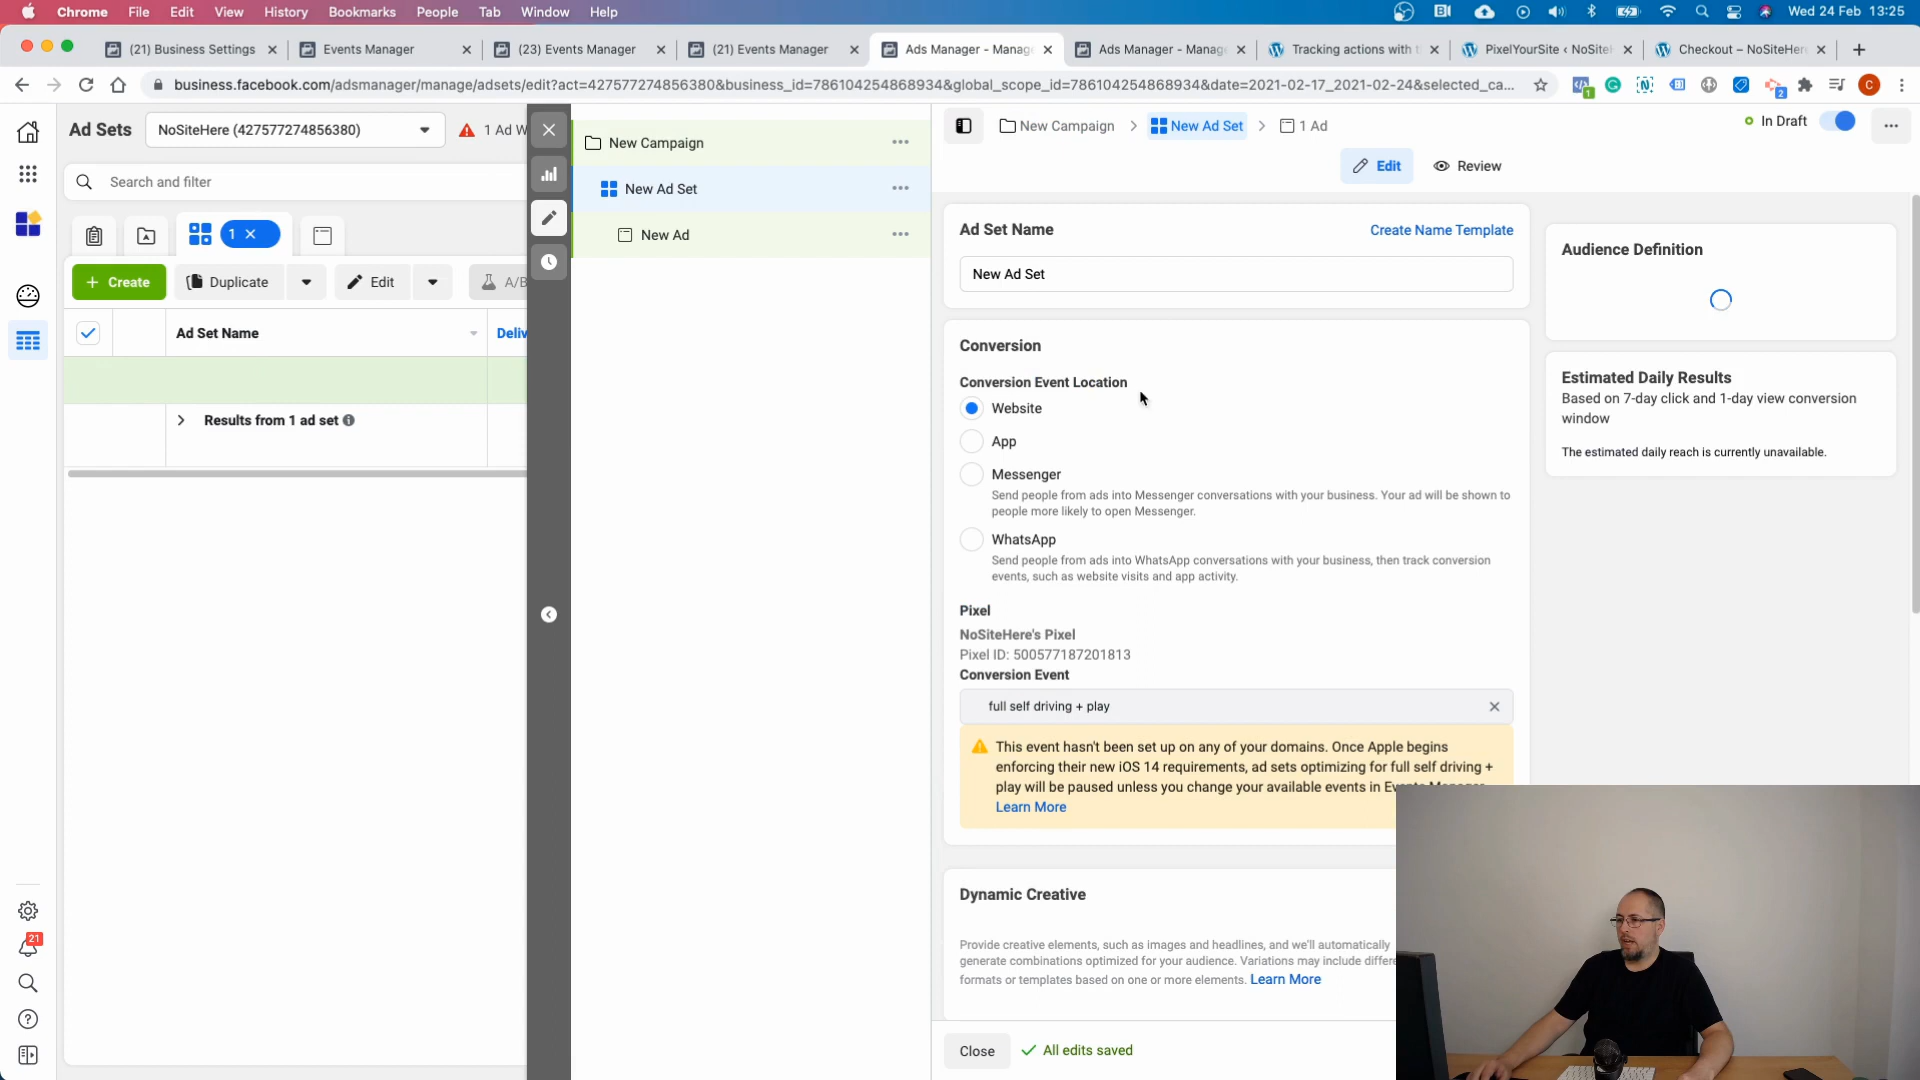 Chrome File Edit View History Bookmarks People Tab Window Help
Wed 24 Feb 13:25
(21) Business Settings
Events Manager
(23) Events Manager
(21) Events Manager
Ads Manager - Manag
Ads Manager - Manag
Tracking actions with t
PixelYourSite ‹ NoSiteH
Checkout – NoSiteHere
business.facebook.com/adsmanager/manage/adsets/edit?act=427577274856380&business_id=786104254868934&global_scope_id=786104254868934&date=2021-02-17_2021-02-24&selected_ca...
1
2
C
Ad Sets
NoSiteHere (427577274856380)
1 Ad W
Search and filter
1
Create
Duplicate
Edit
A/B
Ad Set Name
Deliv
Results from 1 ad set
21
New Campaign
New Ad Set
New Ad
New Campaign
New Ad Set
1 Ad
In Draft
Edit
Review
Ad Set Name
Create Name Template
New Ad Set
Conversion
Conversion Event Location
Website
App
Messenger
Send people from ads into Messenger conversations with your business. Your ad will be shown to
people more likely to open Messenger.
WhatsApp
Send people from ads into WhatsApp conversations with your business, then track conversion
events, such as website visits and app activity.
Pixel
NoSiteHere's Pixel
Pixel ID: 500577187201813
Conversion Event
full self driving + play
This event hasn't been set up on any of your domains. Once Apple begins
enforcing their new iOS 14 requirements, ad sets optimizing for full self driving +
play will be paused unless you change your available events in Events Manager.
Learn More
Dynamic Creative
Provide creative elements, such as images and headlines, and we'll automatically
generate combinations optimized for your audience. Variations may include differe
formats or templates based on one or more elements. Learn More
Close
All edits saved
Audience Definition
Estimated Daily Results
Based on 7-day click and 1-day view conversion
window
The estimated daily reach is currently unavailable.